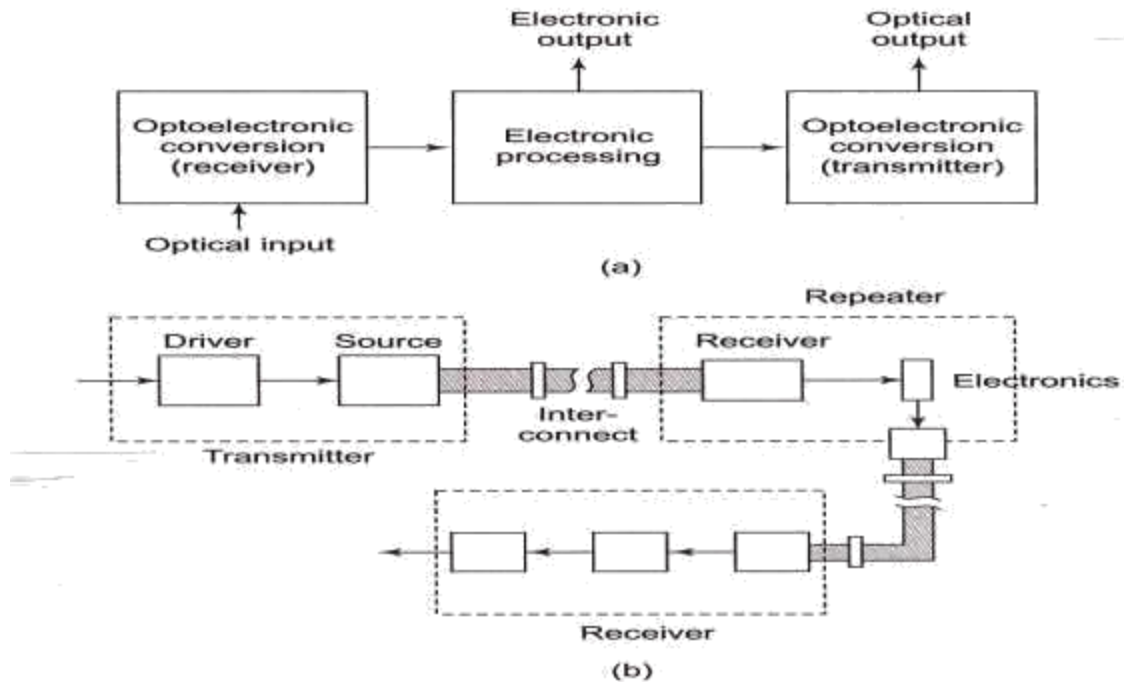 Electronic
output
Optical
output
Optoelectronic
conversion
(receiver)
Electronic
processing
Optoelectronic
conversion
(transmitter)
Optical input
(a)
Repeater
Driver
Source
Receiver
Electronics
Inter-
connect
Transmitter
Receiver
(b)